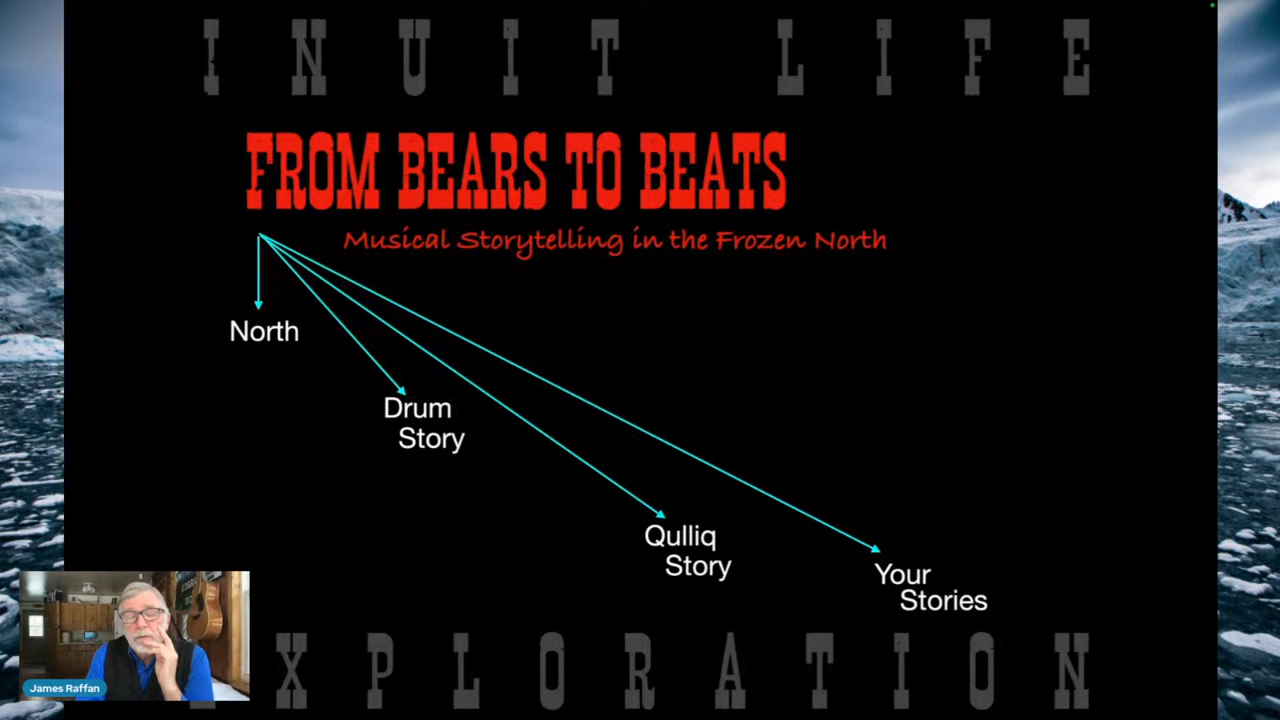 INUIT LIFE
FROM BEARS TO BEATS
Musical Storytelling in the Frozen North
North
Drum
Story
Qulliq
Story
Your
Stories
XPLORATION
James Raffan